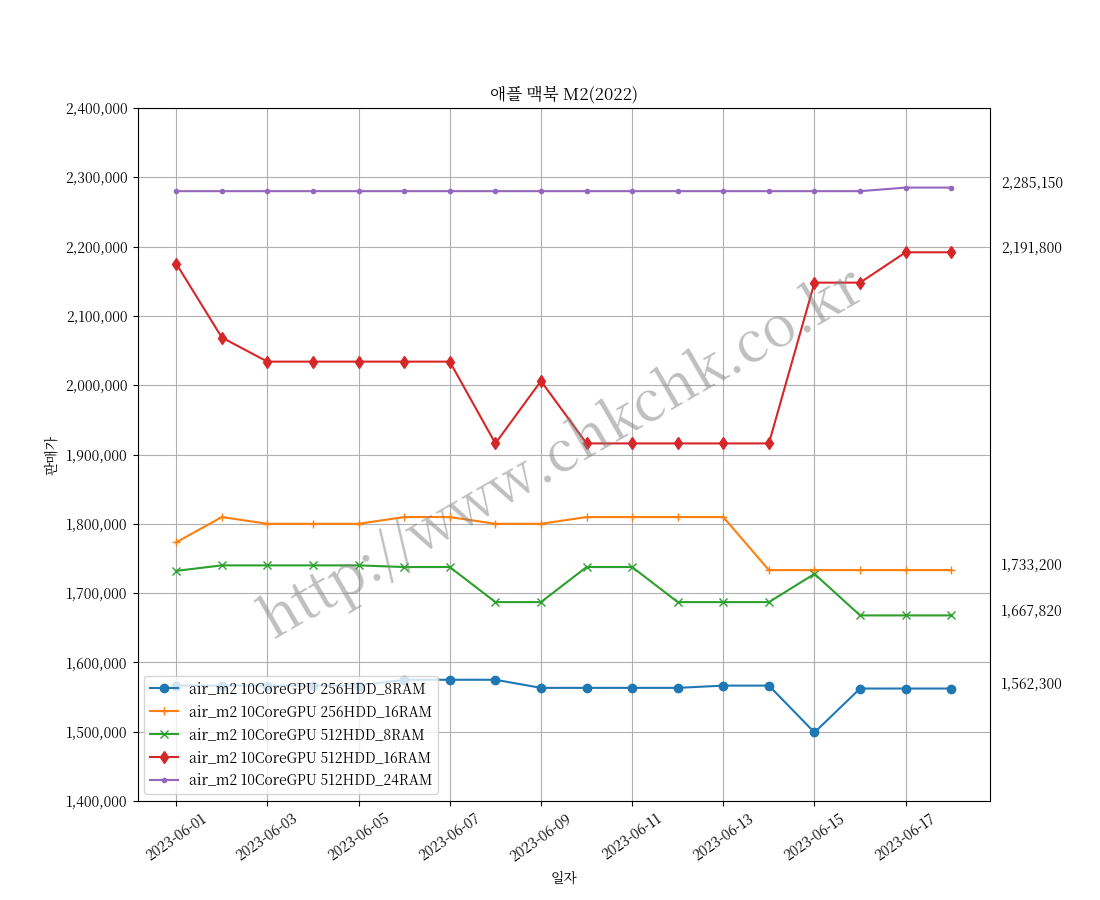 애플 맥북 M2(2022)
2,400,000
2,300,000
2,200,000
2,100,000
2,000,000
1,900,000
1,800,000
1,700,000
1,600,000
1,500,000
1,400,000
판매가
2,285,150
2,191,800
1,733,200
1,667,820
1,562,300
http://www.chkchk.co.kr
air_m2 10CoreGPU 256HDD_8RAM
air_m2 10CoreGPU 256HDD_16RAM
air_m2 10CoreGPU 512HDD_8RAM
air_m2 10CoreGPU 512HDD_16RAM
air_m2 10CoreGPU 512HDD_24RAM
2023-06-01
2023-06-03
2023-06-05
2023-06-07
2023-06-09
2023-06-11
2023-06-13
2023-06-15
2023-06-17
일자